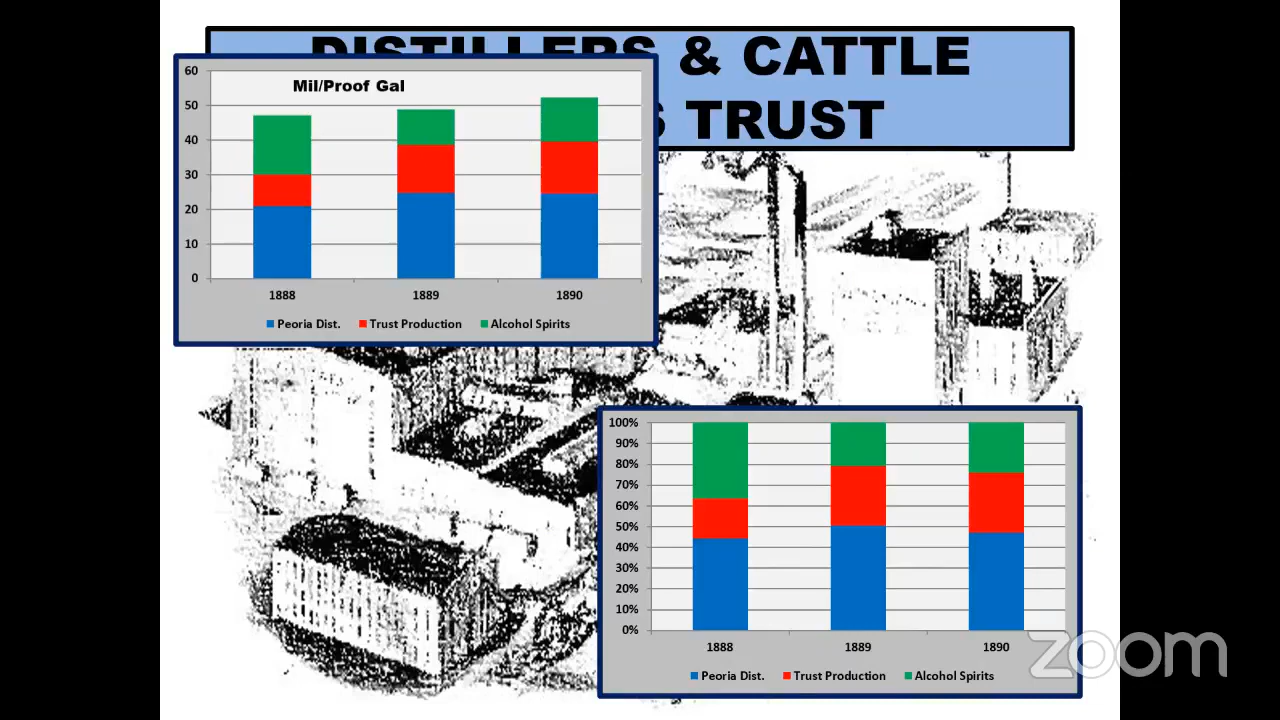 DISTILLERS & CATTLE
TRUST
Mil/Proof Gal
60
50
40
30
20
10
0
1888 1889 1890
Peoria Dist. Trust Production Alcohol Spirits
100%
90%
80%
70%
60%
50%
40%
30%
20%
10%
0%
1888 1889 1890
Peoria Dist. Trust Production Alcohol Spirits
zoom